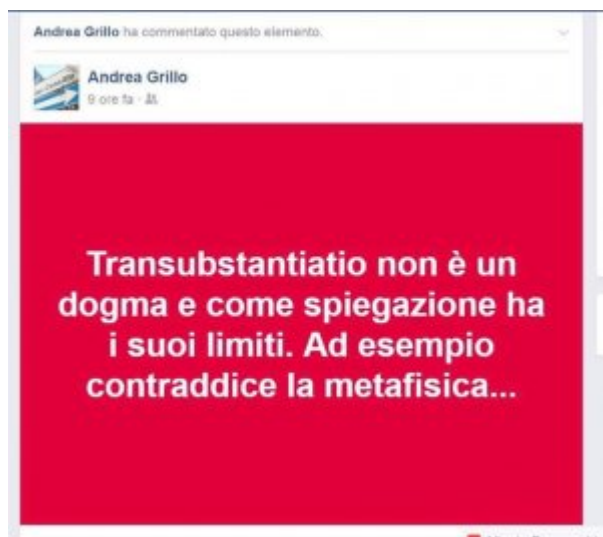 Andrea Grillo ha commentato questo elemento.
Andrea Grillo
9 ore fa ·
Transubstantiatio non è un
dogma e come spiegazione ha
i suoi limiti. Ad esempio
contraddice la metafisica...